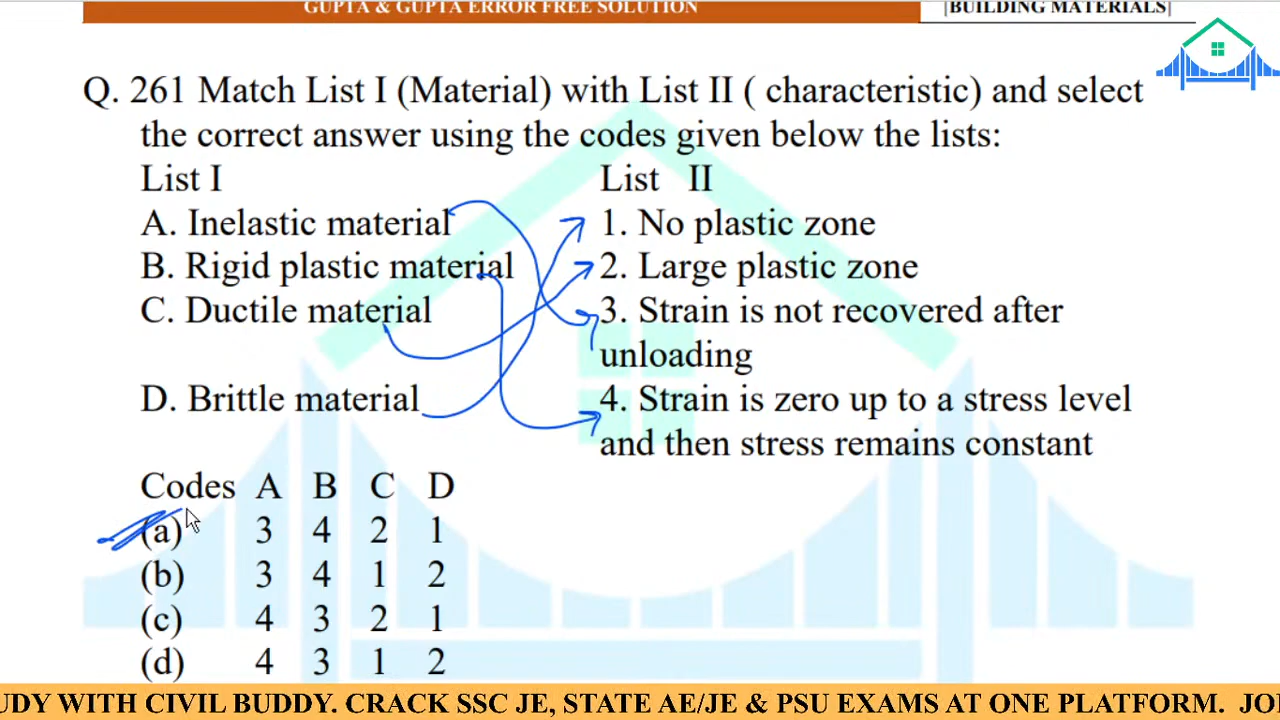 GUPTA & GUPTA ERROR FREE SOLUTION
[BUILDING MATERIALS]
Q. 261 Match List I (Material) with List II ( characteristic) and select
the correct answer using the codes given below the lists:
List I List II
A. Inelastic material 1. No plastic zone
B. Rigid plastic material 2. Large plastic zone
C. Ductile material 3. Strain is not recovered after
unloading
D. Brittle material 4. Strain is zero up to a stress level
and then stress remains constant
Codes A B C D
(a) 3 4 2 1
(b) 3 4 1 2
(c) 4 3 2 1
(d) 4 3 1 2
UDY WITH CIVIL BUDDY. CRACK SSC JE, STATE AE/JE & PSU EXAMS AT ONE PLATFORM. JO